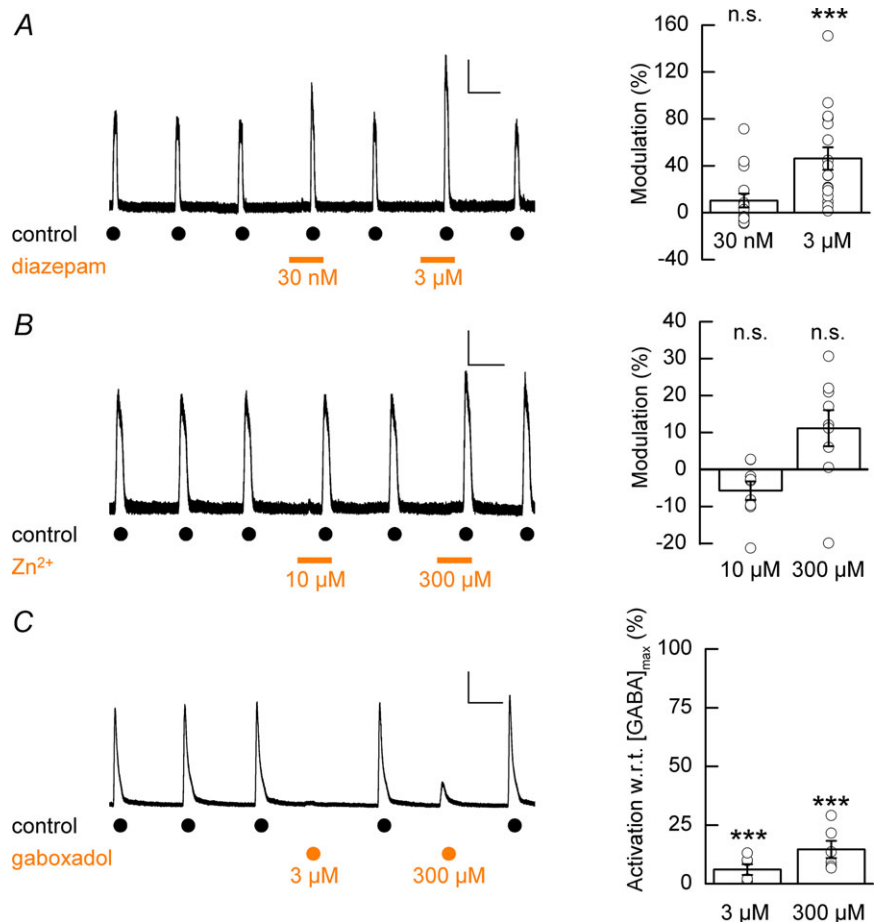 A
control
diazepam
30 nM
3 µM
n.s.
***
Modulation (%)
160
120
80
40
0
-40
30 nM
3 µM
B
control
Zn²⁺
10 µM
300 µM
n.s.
n.s.
Modulation (%)
40
30
20
10
0
-10
-20
10 µM
300 µM
C
control
gaboxadol
3 µM
300 µM
Activation w.r.t. [GABA]max (%)
100
75
50
25
0
***
***
3 µM
300 µM